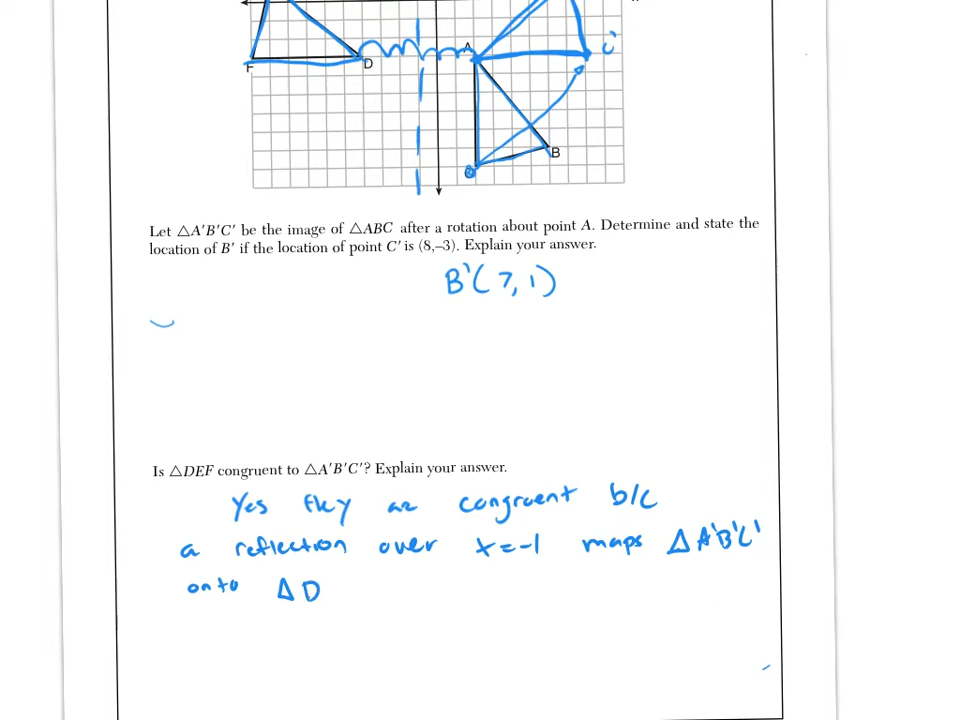 A
C'
F
D
B
Let △A'B'C' be the image of △ABC after a rotation about point A. Determine and state the
location of B' if the location of point C' is (8,–3). Explain your answer.
B'(7,1)
Is △DEF congruent to △A'B'C'? Explain your answer.
Yes they are congruent b/c
a reflection over x=-1 maps △A'B'C'
onto △D